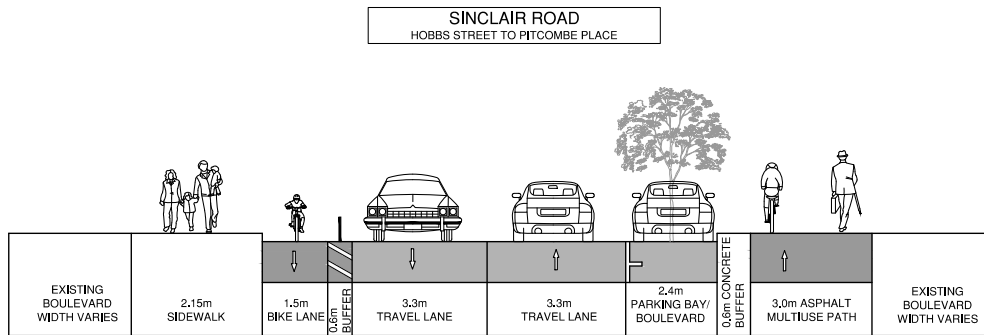 SINCLAIR ROAD
HOBBS STREET TO PITCOMBE PLACE
EXISTING
BOULEVARD
WIDTH VARIES
2.15m
SIDEWALK
1.5m
BIKE LANE
0.6m
BUFFER
3.3m
TRAVEL LANE
3.3m
TRAVEL LANE
2.4m
PARKING BAY/
BOULEVARD
0.6m CONCRETE
BUFFER
3.0m ASPHALT
MULTIUSE PATH
EXISTING
BOULEVARD
WIDTH VARIES